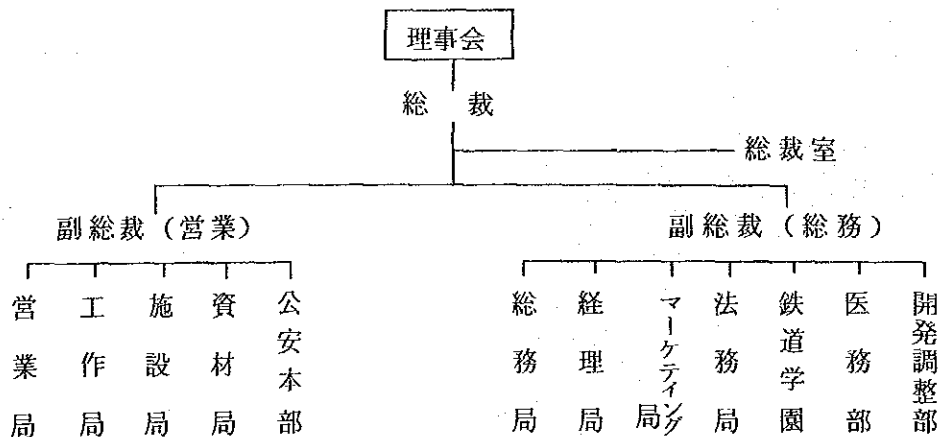 理事会
総裁
総裁室
副総裁（営業）
副総裁（総務）
営業局
工作局
施設局
資材局
公安本部
総務局
経理局
マーケティング局
法務局
鉄道学園
医務部
開発調整部